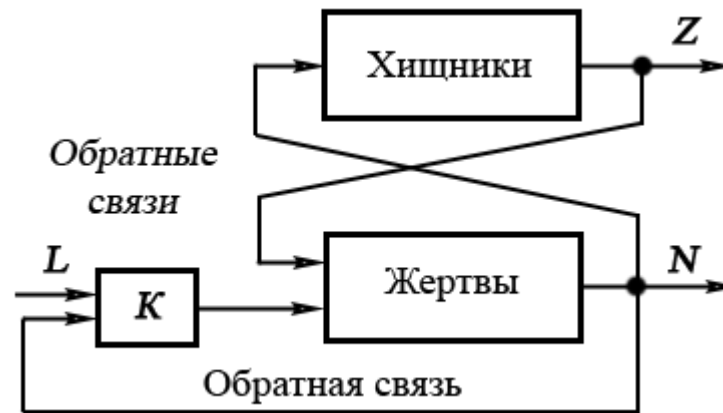 Z
Хищники
Обратные
связи
L
K
Жертвы
N
Обратная связь